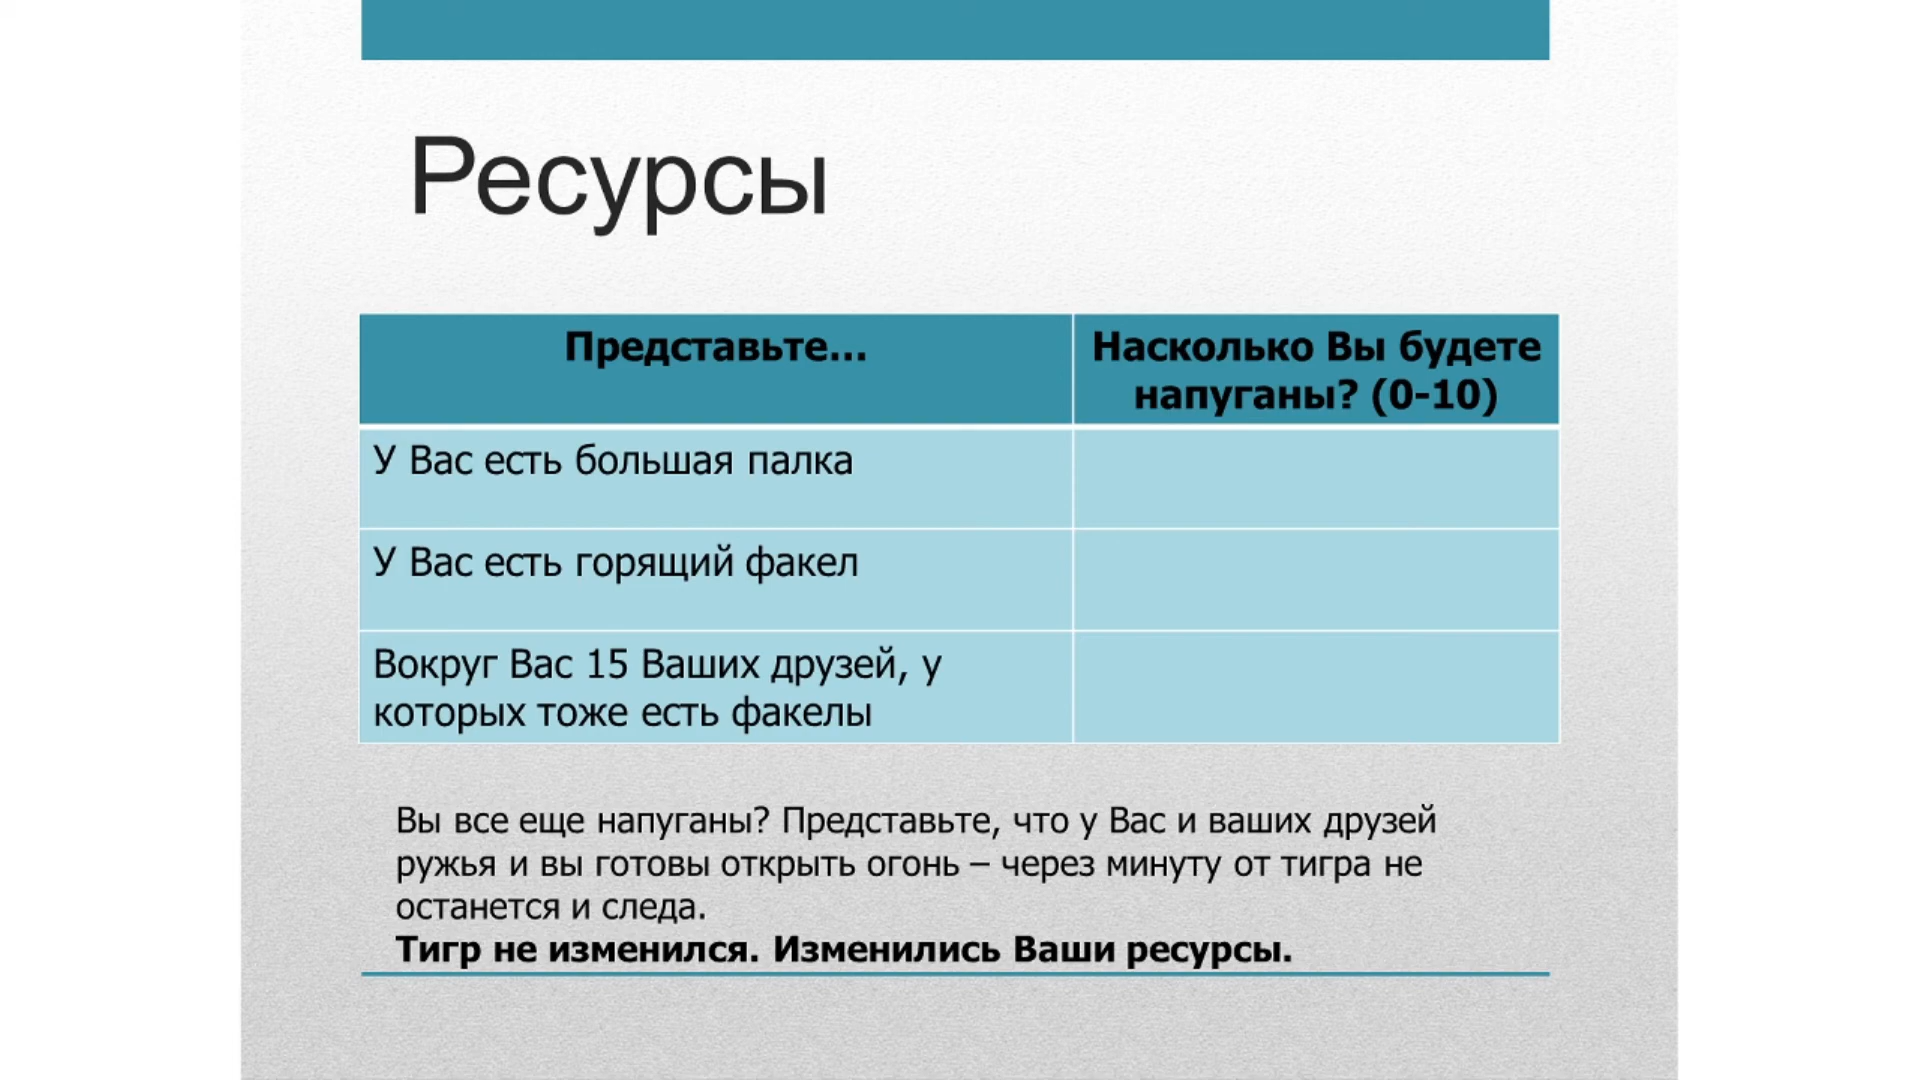 Ресурсы
Представьте...
Насколько Вы будете
напуганы? (0-10)
У Вас есть большая палка
У Вас есть горящий факел
Вокруг Вас 15 Ваших друзей, у
которых тоже есть факелы
Вы все еще напуганы? Представьте, что у Вас и ваших друзей
ружья и вы готовы открыть огонь – через минуту от тигра не
останется и следа.
Тигр не изменился. Изменились Ваши ресурсы.